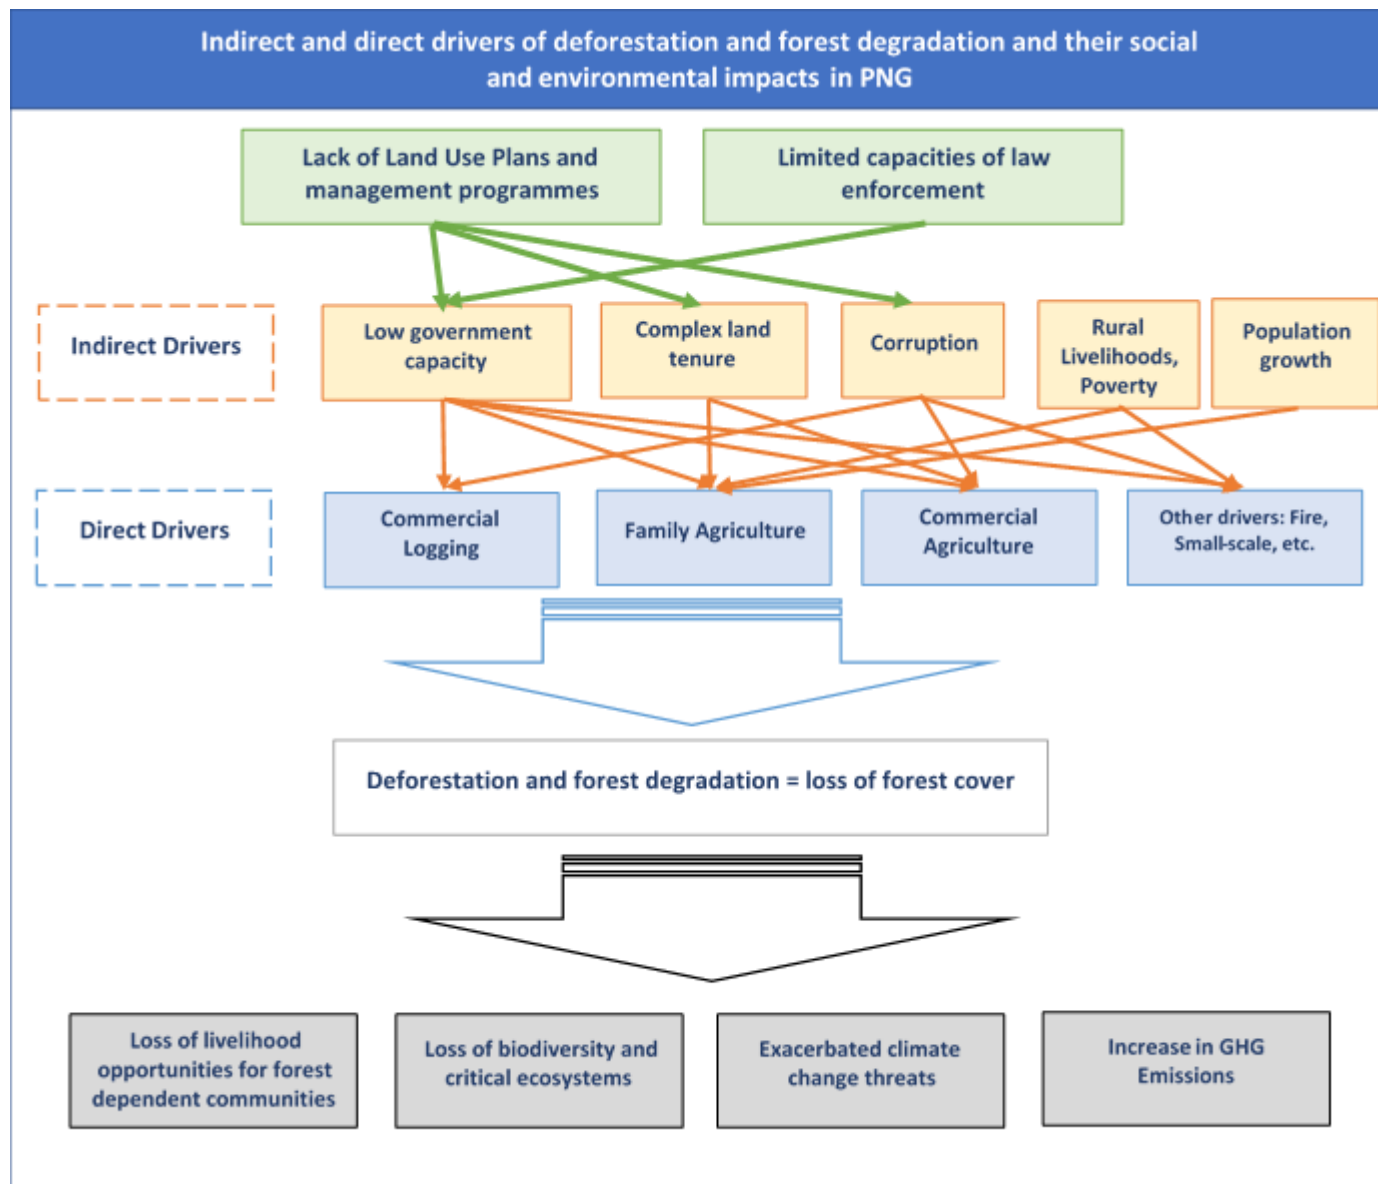 Indirect and direct drivers of deforestation and forest degradation and their social
and environmental impacts in PNG
Lack of Land Use Plans and
management programmes
Limited capacities of law
enforcement
Indirect Drivers
Low government
capacity
Complex land
tenure
Corruption
Rural
Livelihoods,
Poverty
Population
growth
Direct Drivers
Commercial
Logging
Family Agriculture
Commercial
Agriculture
Other drivers: Fire,
Small-scale, etc.
Deforestation and forest degradation = loss of forest cover
Loss of livelihood
opportunities for forest
dependent communities
Loss of biodiversity and
critical ecosystems
Exacerbated climate
change threats
Increase in GHG
Emissions